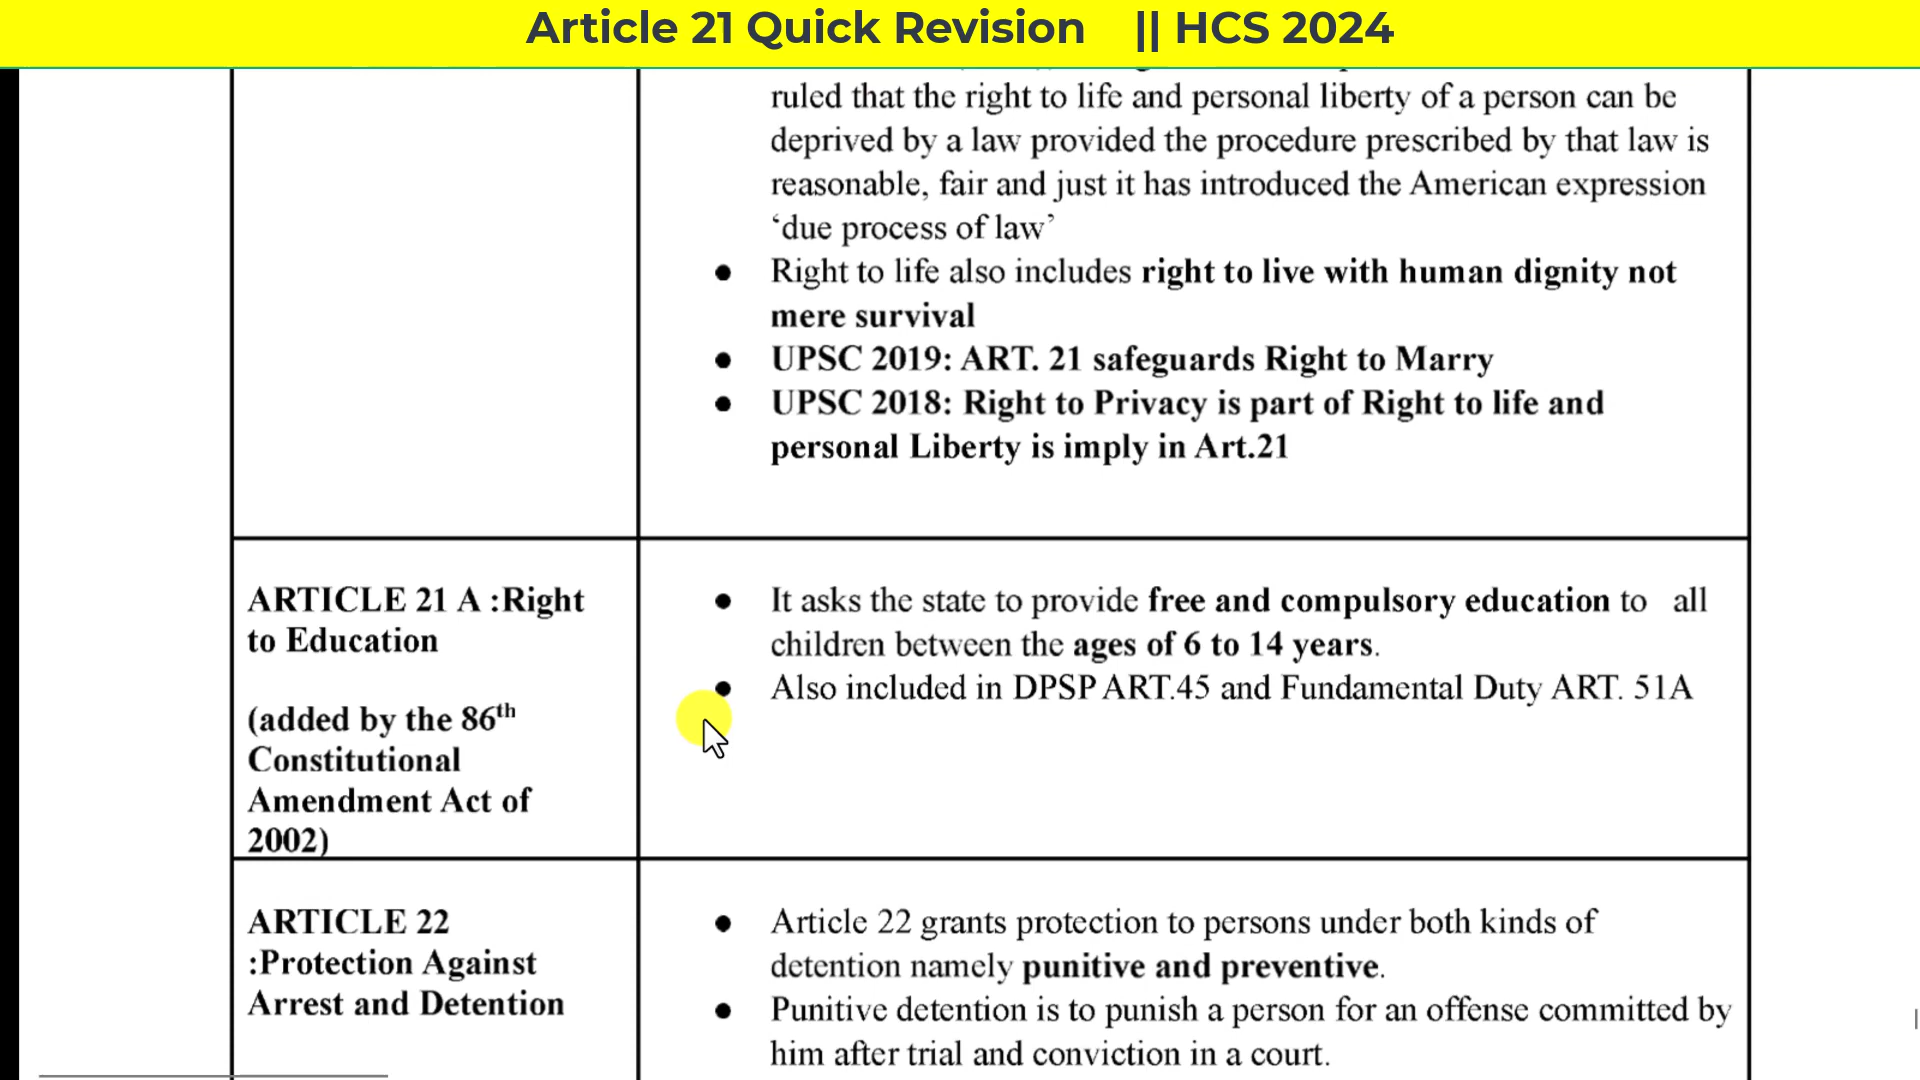 Article 21 Quick Revision || HCS 2024
ruled that the right to life and personal liberty of a person can be
deprived by a law provided the procedure prescribed by that law is
reasonable, fair and just it has introduced the American expression
‘due process of law’
● Right to life also includes right to live with human dignity not
mere survival
● UPSC 2019: ART. 21 safeguards Right to Marry
● UPSC 2018: Right to Privacy is part of Right to life and
personal Liberty is imply in Art.21
ARTICLE 21 A :Right
to Education
(added by the 86th
Constitutional
Amendment Act of
2002)
● It asks the state to provide free and compulsory education to all
children between the ages of 6 to 14 years.
● Also included in DPSP ART.45 and Fundamental Duty ART. 51A
ARTICLE 22
:Protection Against
Arrest and Detention
● Article 22 grants protection to persons under both kinds of
detention namely punitive and preventive.
● Punitive detention is to punish a person for an offense committed by
him after trial and conviction in a court.